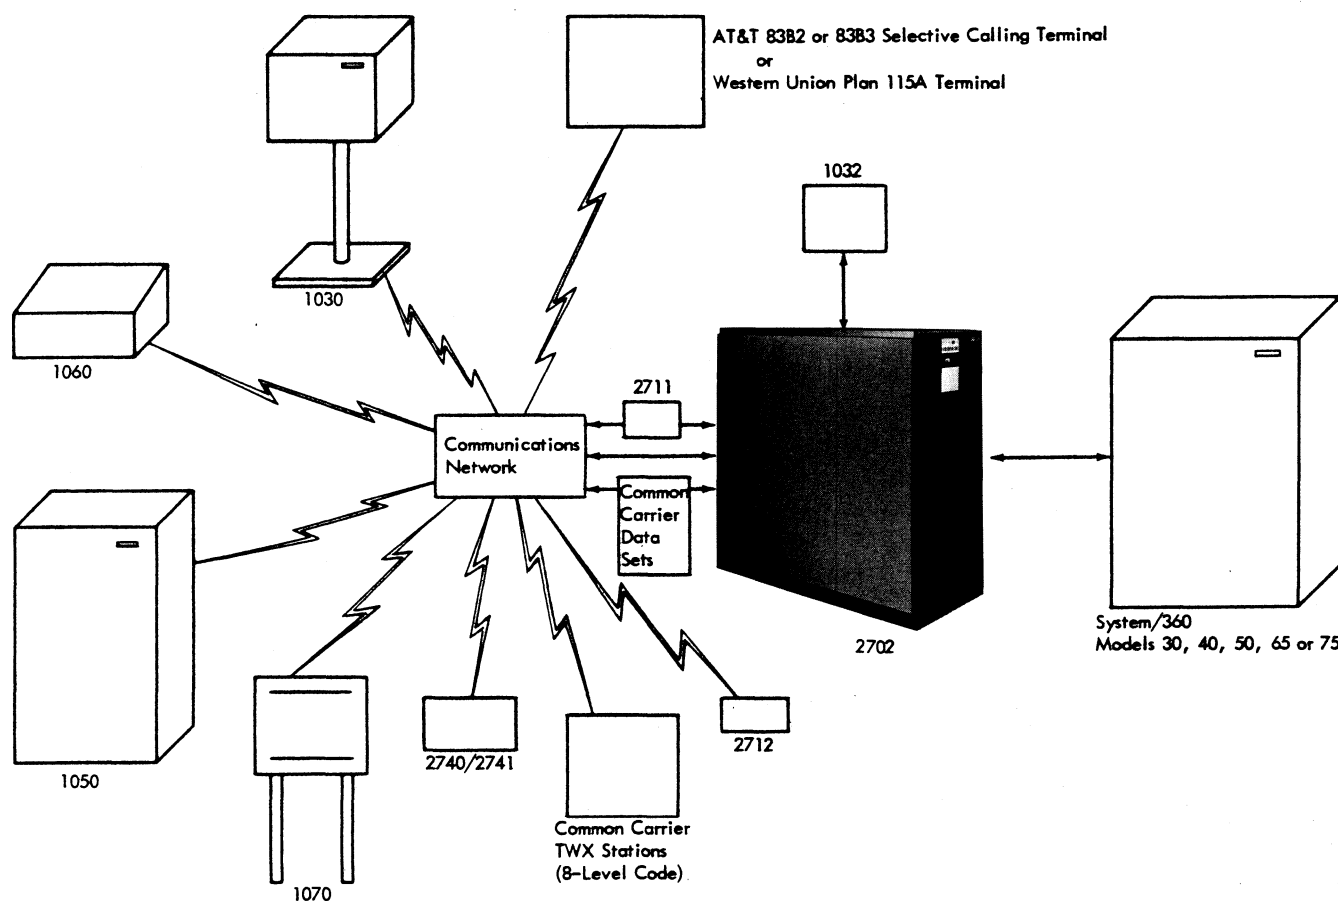 AT&T 83B2 or 83B3 Selective Calling Terminal
or
Western Union Plan 115A Terminal
1032
1030
1060
2711
Communications
Network
Common
Carrier
Data
Sets
System/360
Models 30, 40, 50, 65 or 75
2702
2712
2740/2741
1050
Common Carrier
TWX Stations
(8-Level Code)
1070